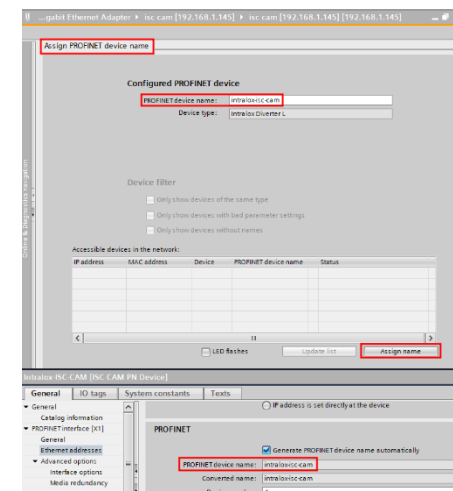 ...gabit Ethernet Adapter ▸ isc cam [192.168.1.145] ▸ isc cam [192.168.1.145] [192.168.1.145]
Assign PROFINET device name
Configured PROFINET device
PROFINET device name: intralox-isc-cam
Device type: Intralox Diverter L
Device filter
Only show devices of the same type
Only show devices with bad parameter settings
Only show devices without names
Online & diagnostics navigation
Accessible devices in the network:
IP address MAC address Device PROFINET device name Status
LED flashes Update list Assign name
Intralox-ISC-CAM [ISC CAM PN Device]
General IO tags System constants Texts
General
Catalog information
PROFINET interface [X1]
General
Ethernet addresses
Advanced options
Interface options
Media redundancy
IP address is set directly at the device
PROFINET
Generate PROFINET device name automatically
PROFINET device name: intralox-isc-cam
Converted name: intralox-isc-cam